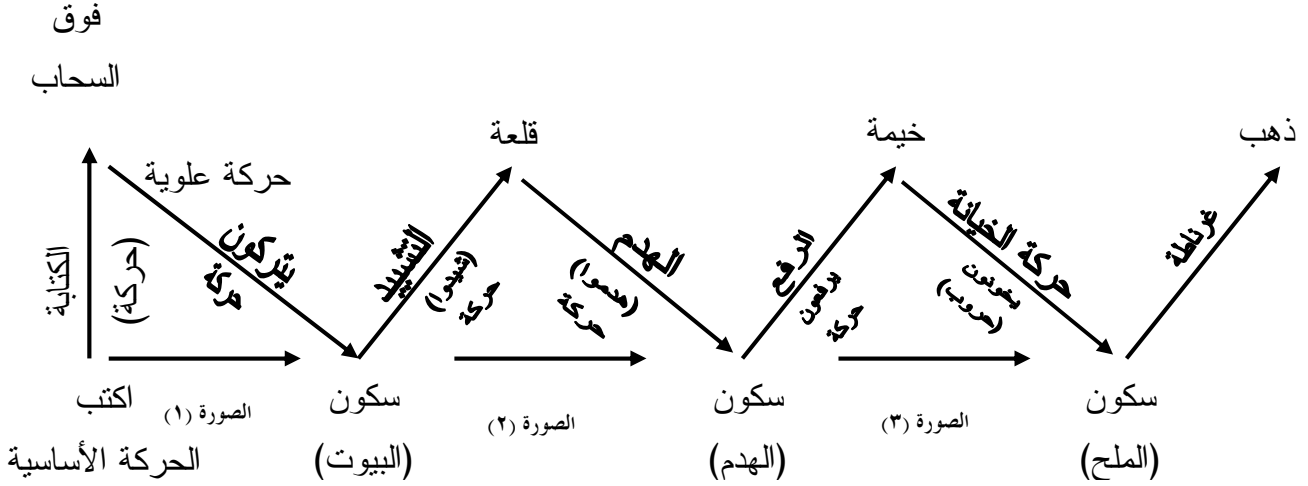 فوق
السحاب
قلعة
خيمة
ذهب
حركة علوية
الكتابة
(حركة)
يتركون
حركة
التشييد
(شيدوا)
حركة
الهدم
(هدموا)
حركة
الرفع
يرفعون
حركة
حركة الخيانة
يخونون
(حروب)
غرناطة
اكتب
الصورة (١)
سكون
الصورة (٢)
سكون
الصورة (٣)
سكون
الحركة الأساسية
(البيوت)
(الهدم)
(الملح)